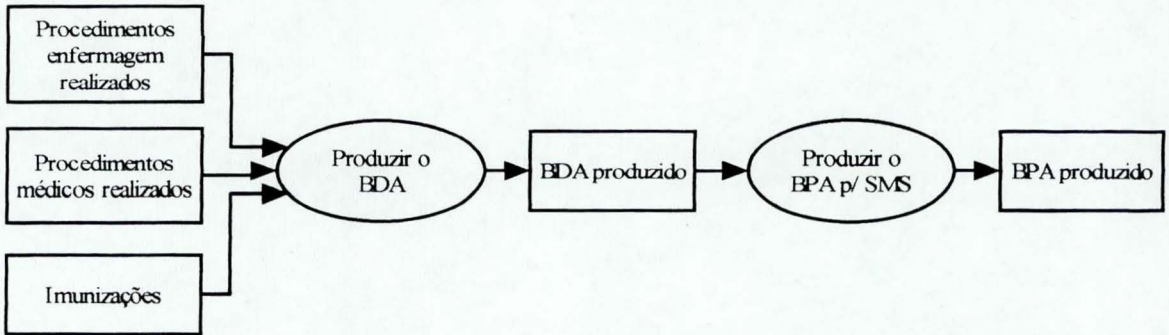 Procedimentos
enfermagem
realizados
Procedimentos
médicos realizados
Imunizações
Produzir o
BDA
BDA produzido
Produzir o
BPA p/ SMS
BPA produzido